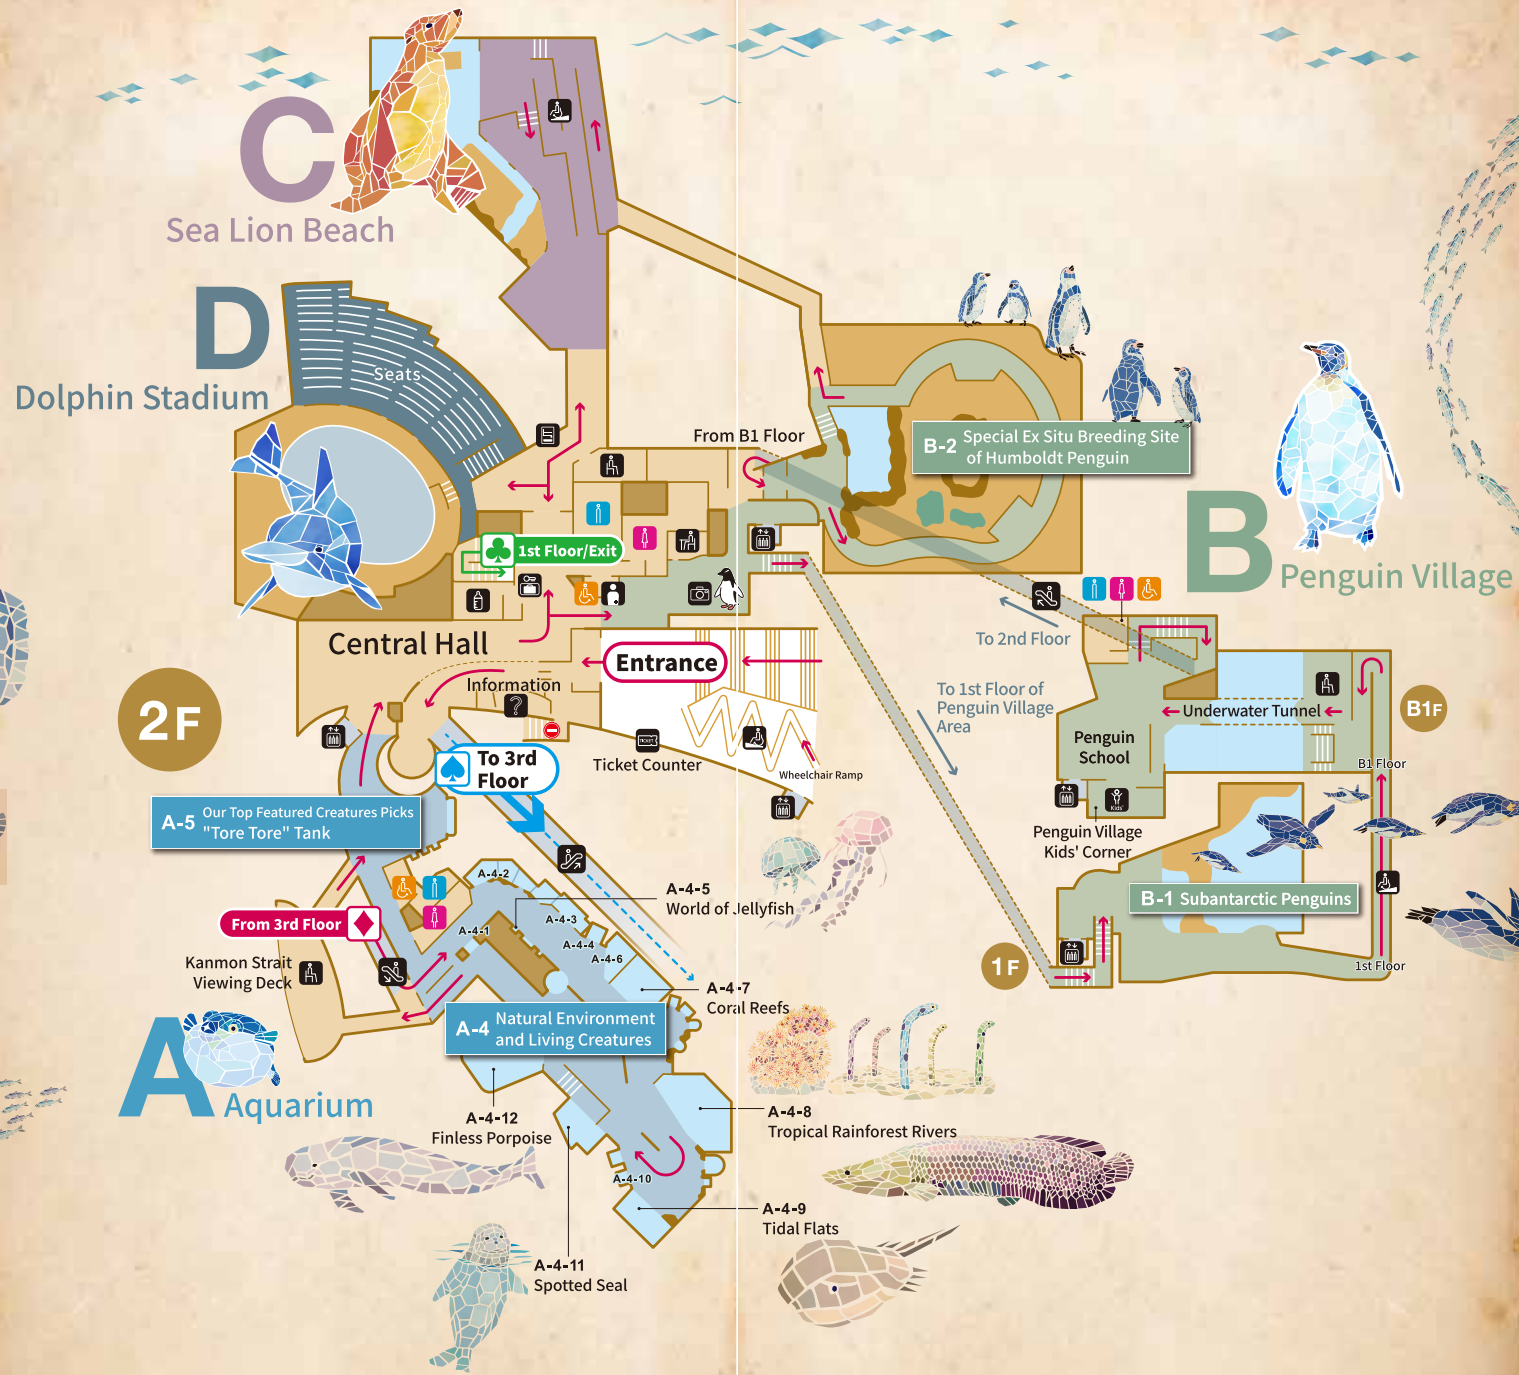 C
Sea Lion Beach
D
Dolphin Stadium
Seats
From B1 Floor
B-2 Special Ex Situ Breeding Site
of Humboldt Penguin
B
Penguin Village
1st Floor/Exit
Central Hall
Entrance
Information
?
2F
To 3rd
Floor
TICKET
Ticket Counter
Wheelchair Ramp
To 2nd Floor
To 1st Floor of
Penguin Village
Area
Underwater Tunnel
B1F
Penguin
School
B1 Floor
Kids'
Penguin Village
Kids' Corner
B-1 Subantarctic Penguins
1st Floor
1F
A-5 Our Top Featured Creatures Picks
"Tore Tore" Tank
From 3rd Floor
Kanmon Strait
Viewing Deck
A-4-2
A-4-1
A-4-3
A-4-4
A-4-6
A-4-5
World of Jellyfish
A-4-7
Coral Reefs
A-4 Natural Environment
and Living Creatures
A
Aquarium
A-4-12
Finless Porpoise
A-4-8
Tropical Rainforest Rivers
A-4-10
A-4-9
Tidal Flats
A-4-11
Spotted Seal